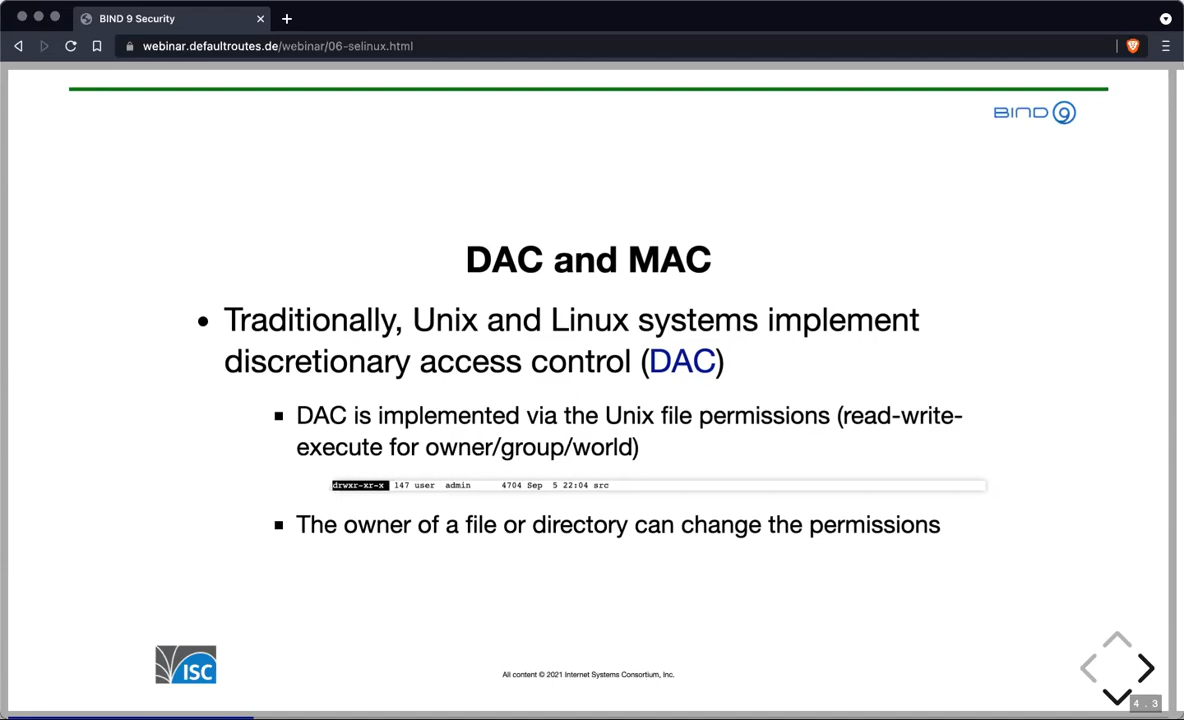 BIND 9 Security
webinar.defaultroutes.de/webinar/06-selinux.html
BIND 9
DAC and MAC
• Traditionally, Unix and Linux systems implement
discretionary access control (DAC)
▪ DAC is implemented via the Unix file permissions (read-write-
execute for owner/group/world)
drwxr-xr-x 147 user admin 4704 Sep 5 22:04 src
▪ The owner of a file or directory can change the permissions
ISC
All content © 2021 Internet Systems Consortium, Inc.
4 . 3